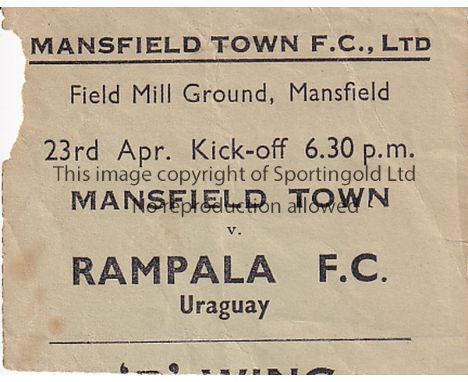 MANSFIELD TOWN F.C., LTD
Field Mill Ground, Mansfield
23rd Apr. Kick-off 6.30 p.m.
This image copyright of Sportingold Ltd
MANSFIELD TOWN
No reproduction allowed
v.
RAMPALA F.C.
Uraguay
'B' WING